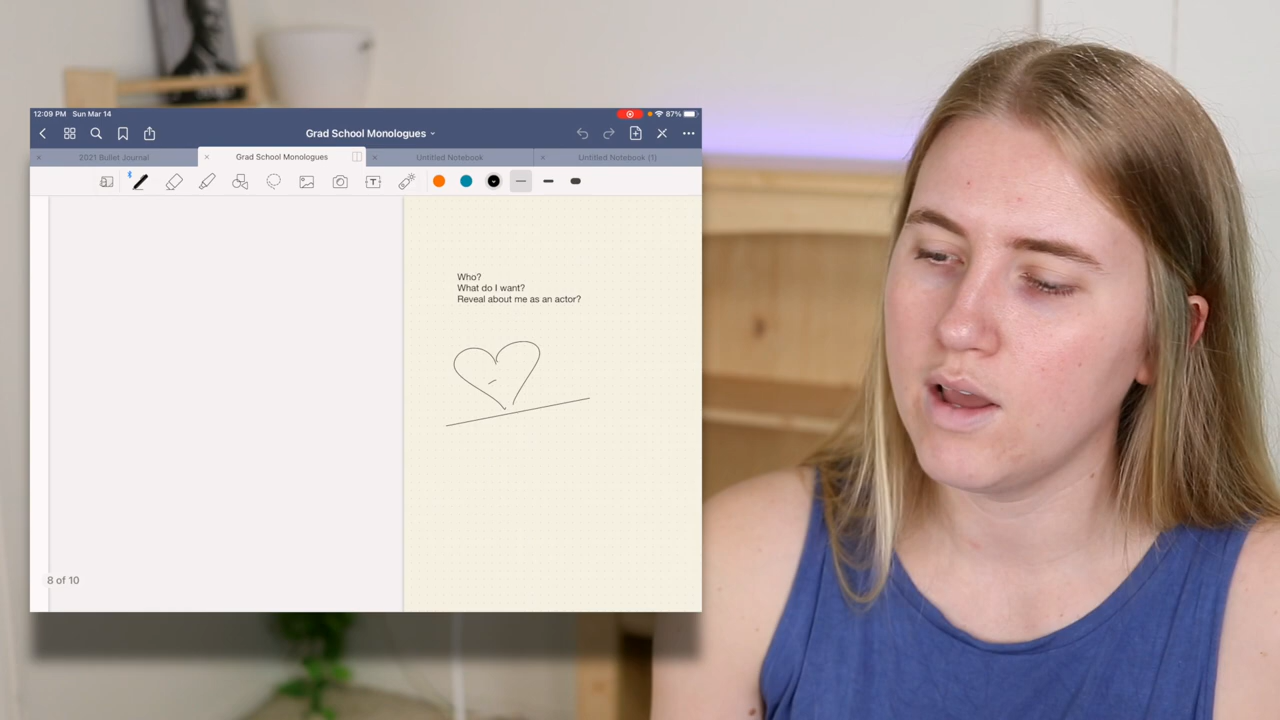 12:09 PM Sun Mar 14
87%
Grad School Monologues
2021 Bullet Journal
Grad School Monologues
Untitled Notebook
Untitled Notebook (1)
Who?
What do I want?
Reveal about me as an actor?
8 of 10